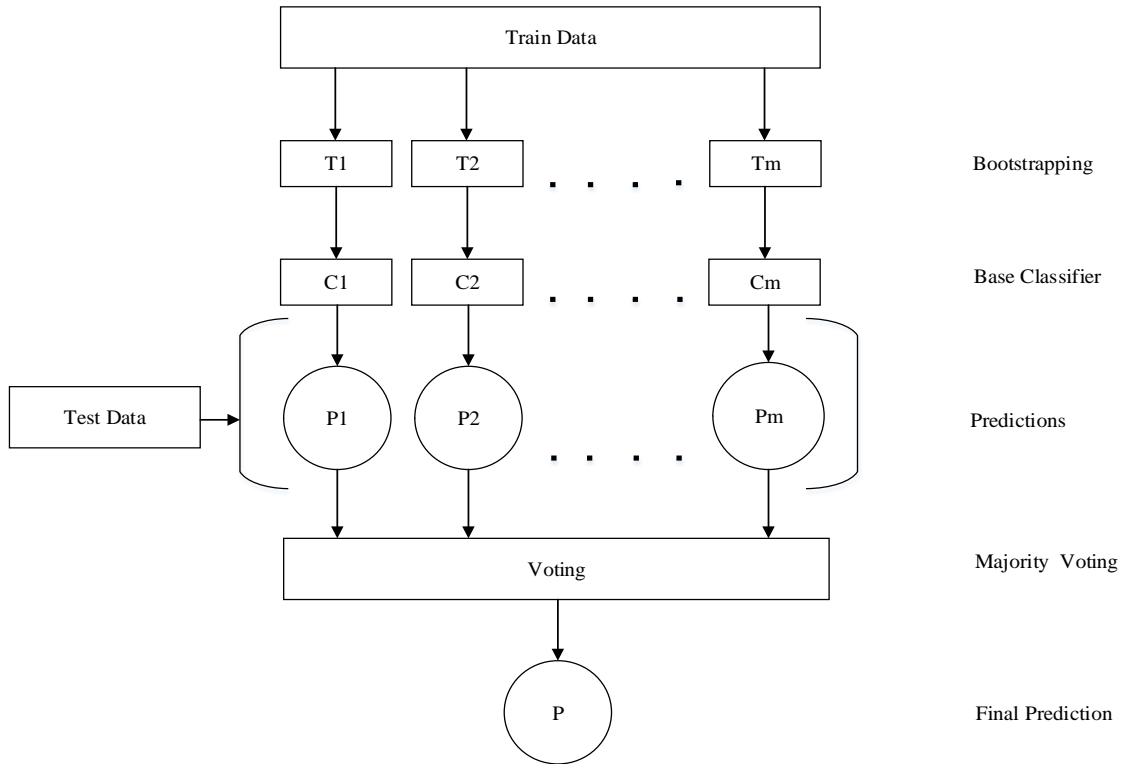 Train Data
T1
T2
Tm
Bootstrapping
C1
C2
Cm
Base Classifier
Test Data
P1
P2
Pm
Predictions
Voting
Majority Voting
P
Final Prediction